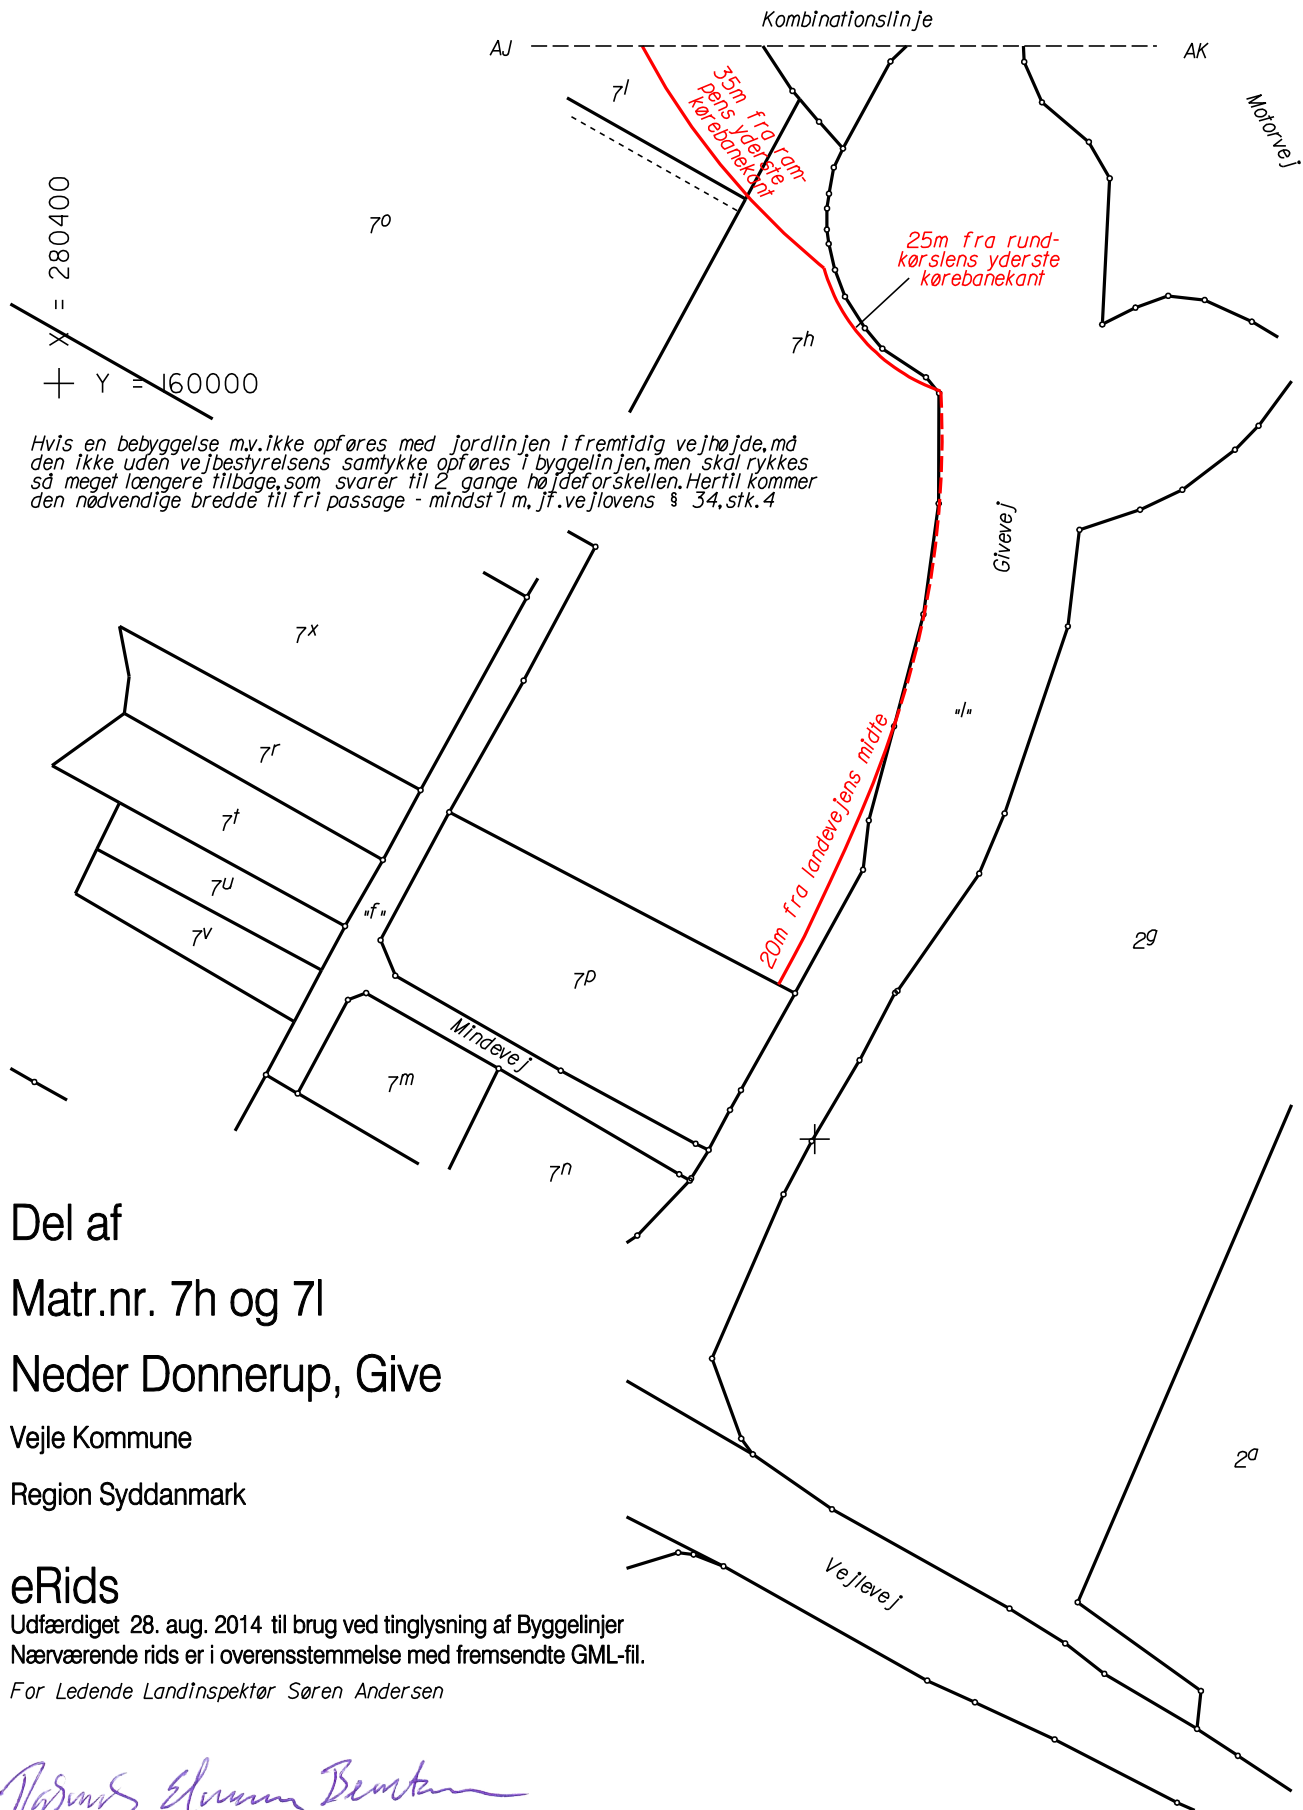 Kombinationslinje
AJ
AK
Motorvej
7l
35m fra ram-
pens yderste
kørebanekant
7o
25m fra rund-
kørslens yderste
kørebanekant
X = 280400
Y = 160000
7h
Hvis en bebyggelse m.v. ikke opføres med jordlinjen i fremtidig vejhøjde, må
den ikke uden vejbestyrelsens samtykke opføres i byggelinjen, men skal rykkes
så meget længere tilbage, som svarer til 2 gange højdeforskellen. Hertil kommer
den nødvendige bredde til fri passage - mindst 1 m, jf. vejlovens § 34, stk. 4
Givevej
7x
"l"
7r
20m fra landevejens midte
7t
7u
"f"
7v
2g
7p
Mindevej
7m
7n
Del af
Matr.nr. 7h og 7l
Neder Donnerup, Give
Vejle Kommune
Region Syddanmark
2a
Vejlevej
eRids
Udfærdiget 28. aug. 2014 til brug ved tinglysning af Byggelinjer
Nærværende rids er i overensstemmelse med fremsendte GML-fil.
For Ledende Landinspektør Søren Andersen